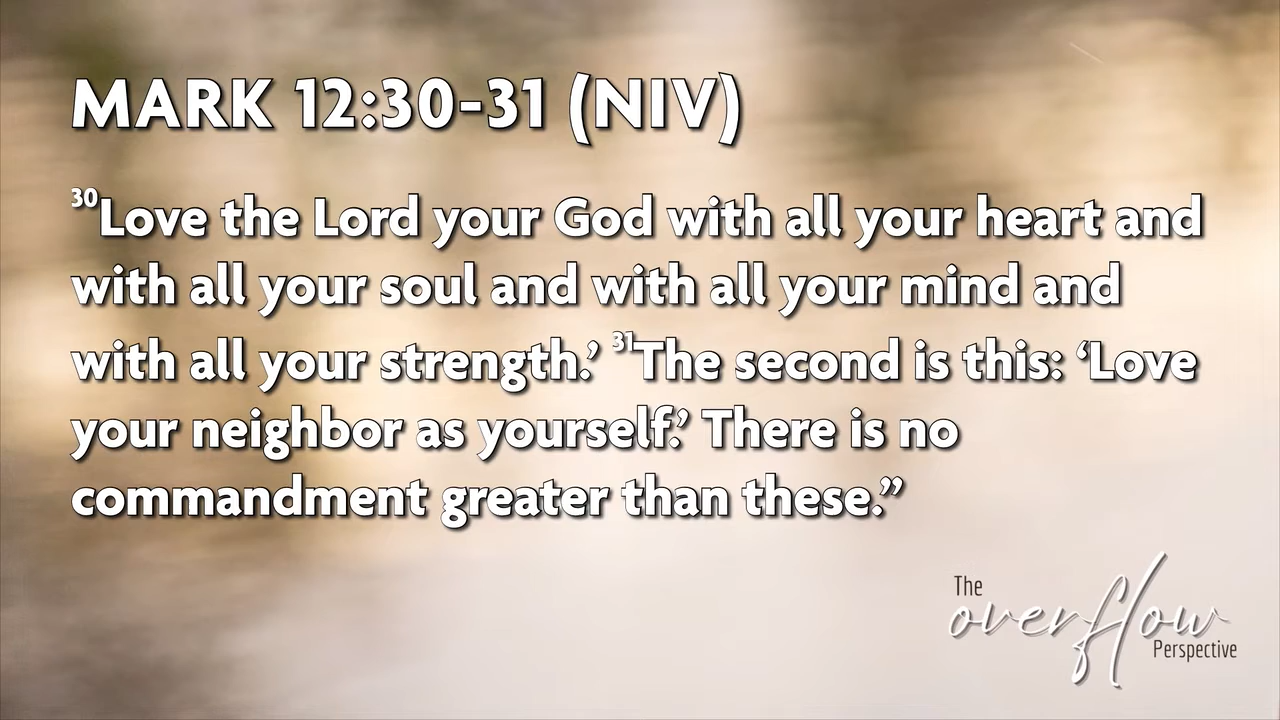 MARK 12:30-31 (NIV)
30Love the Lord your God with all your heart and
with all your soul and with all your mind and
with all your strength.’ 31The second is this: ‘Love
your neighbor as yourself.’ There is no
commandment greater than these.”
The
overflow
Perspective